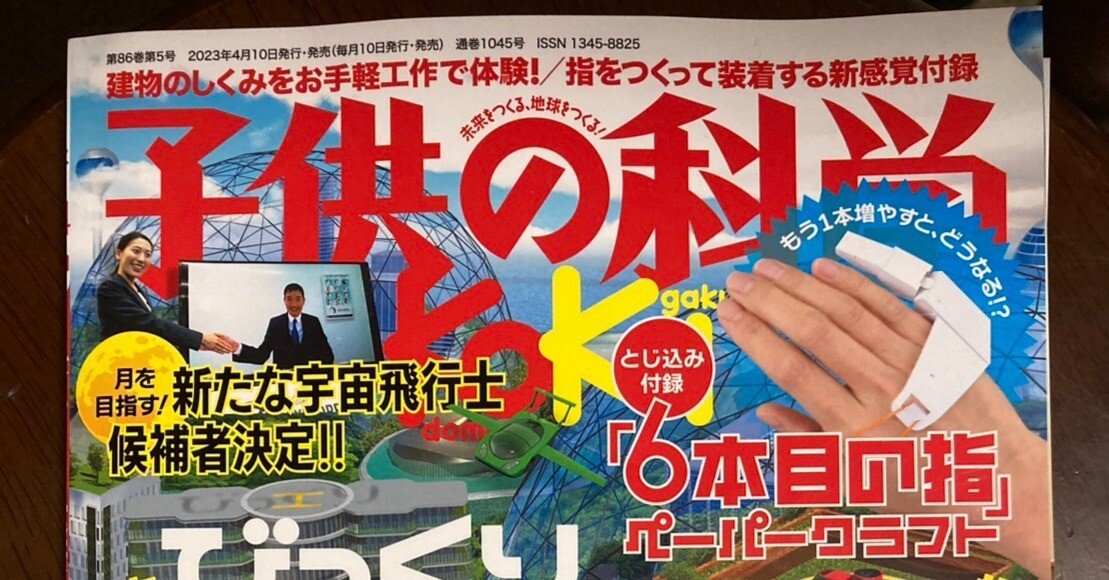 第86巻第5号 2023年4月10日発行・発売(毎月10日発行・発売) 通巻1045号 ISSN 1345-8825
建物のしくみをお手軽工作で体験!/指をつくって装着する新感覚付録
未来をつくる、地球をつくる!
子供の科学
もう1本増やすと、どうなる!?
とじ込み
付録
「6本目の指」
ペーパークラフト
月を
目指す!新たな宇宙飛行士
候補者決定!!
びっくり